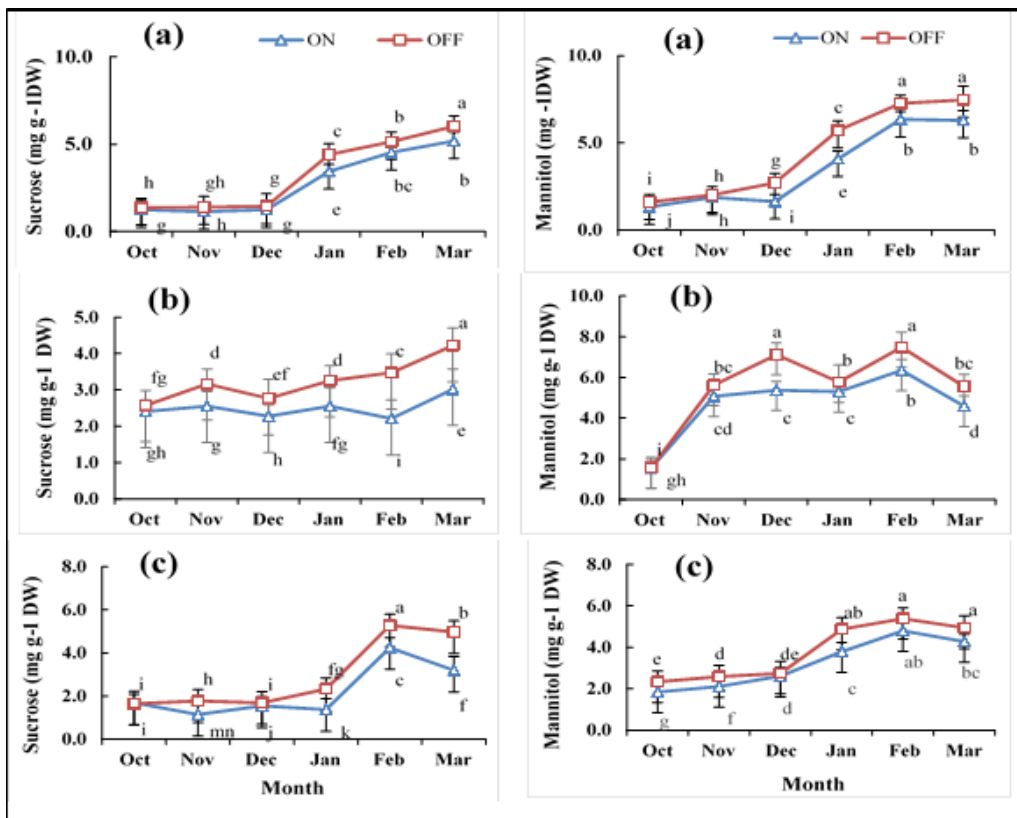 (a)
ON
OFF
Sucrose (mg g -1DW)
10.0
5.0
0.0
h
gh
g
c
b
a
g
h
g
e
bc
b
Oct Nov Dec Jan Feb Mar
(a)
ON
OFF
Mannitol (mg -1DW)
10.0
5.0
0.0
i
h
g
c
a
a
j
h
i
e
b
b
Oct Nov Dec Jan Feb Mar
(b)
Sucrose (mg g-1 DW)
5.0
4.0
3.0
2.0
1.0
0.0
fg
d
ef
d
c
a
gh
g
h
fg
i
e
Oct Nov Dec Jan Feb Mar
(b)
Mannitol (mg g-1 DW)
10.0
8.0
6.0
4.0
2.0
0.0
i
bc
a
b
a
bc
gh
cd
c
c
b
d
Oct Nov Dec Jan Feb Mar
(c)
Sucrose (mg g-1 DW)
8.0
6.0
4.0
2.0
0.0
i
h
i
fg
a
b
i
mn
j
k
c
f
Oct Nov Dec Jan Feb Mar
Month
(c)
Mannitol (mg g-1 DW)
8.0
6.0
4.0
2.0
0.0
e
d
de
ab
a
a
g
f
d
c
ab
bc
Oct Nov Dec Jan Feb Mar
Month